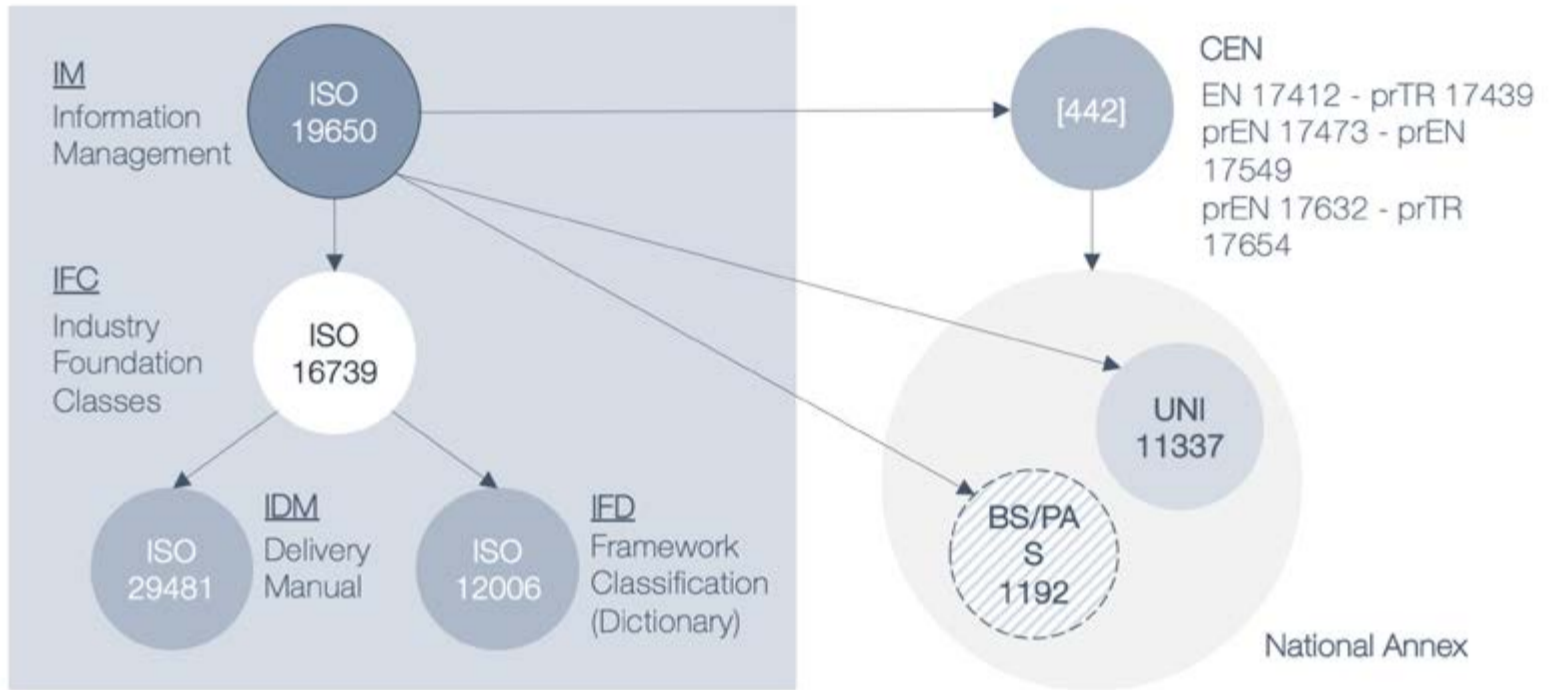 IM
Information
Management
ISO
19650
[442]
CEN
EN 17412 - prTR 17439
prEN 17473 - prEN
17549
prEN 17632 - prTR
17654
IFC
Industry
Foundation
Classes
ISO
16739
UNI
11337
BS/PA
S
1192
ISO
29481
IDM
Delivery
Manual
ISO
12006
IFD
Framework
Classification
(Dictionary)
National Annex